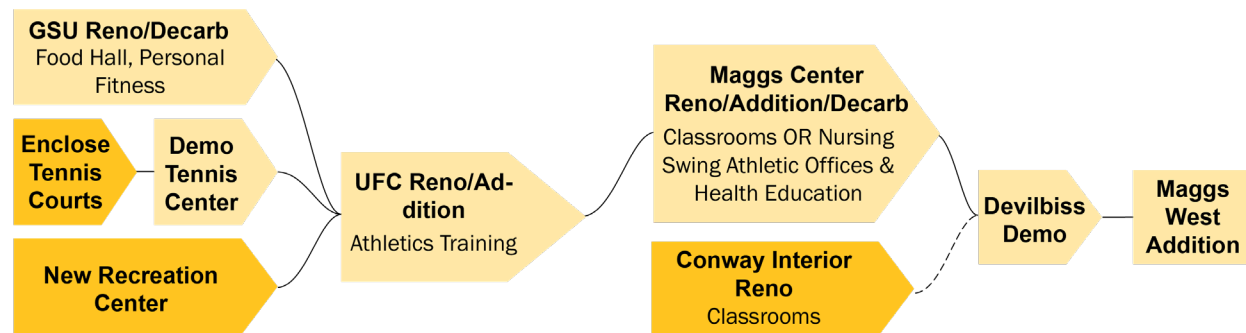 GSU Reno/Decarb
Food Hall, Personal
Fitness
Enclose
Tennis
Courts
Demo
Tennis
Center
New Recreation
Center
UFC Reno/Ad-
dition
Athletics Training
Maggs Center
Reno/Addition/Decarb
Classrooms OR Nursing
Swing Athletic Offices &
Health Education
Conway Interior
Reno
Classrooms
Devilbiss
Demo
Maggs
West
Addition